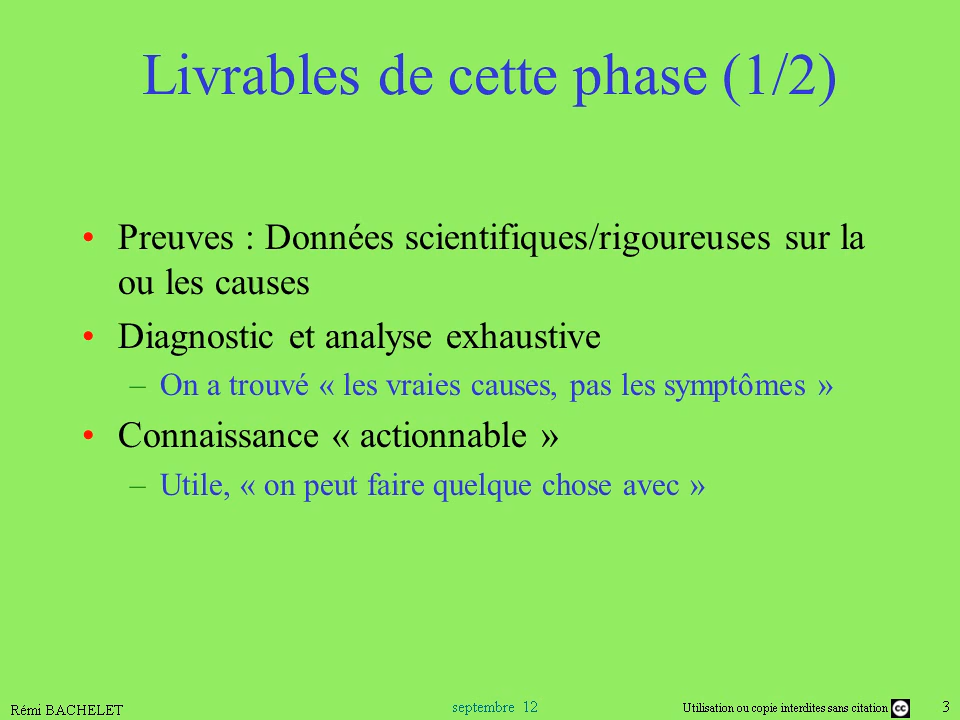 Livrables de cette phase (1/2)
• Preuves : Données scientifiques/rigoureuses sur la
ou les causes
• Diagnostic et analyse exhaustive
– On a trouvé « les vraies causes, pas les symptômes »
• Connaissance « actionnable »
– Utile, « on peut faire quelque chose avec »
Rémi BACHELET
septembre 12
Utilisation ou copie interdites sans citation cc
3